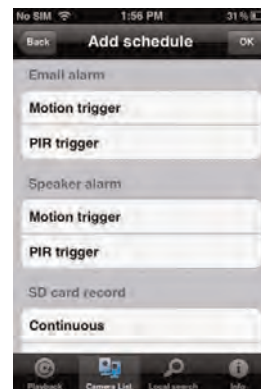 No SIM 1:56 PM 31%
Back Add schedule OK
Email alarm
Motion trigger
PIR trigger
Speaker alarm
Motion trigger
PIR trigger
SD card record
Continuous
Playback Camera List Local search Info